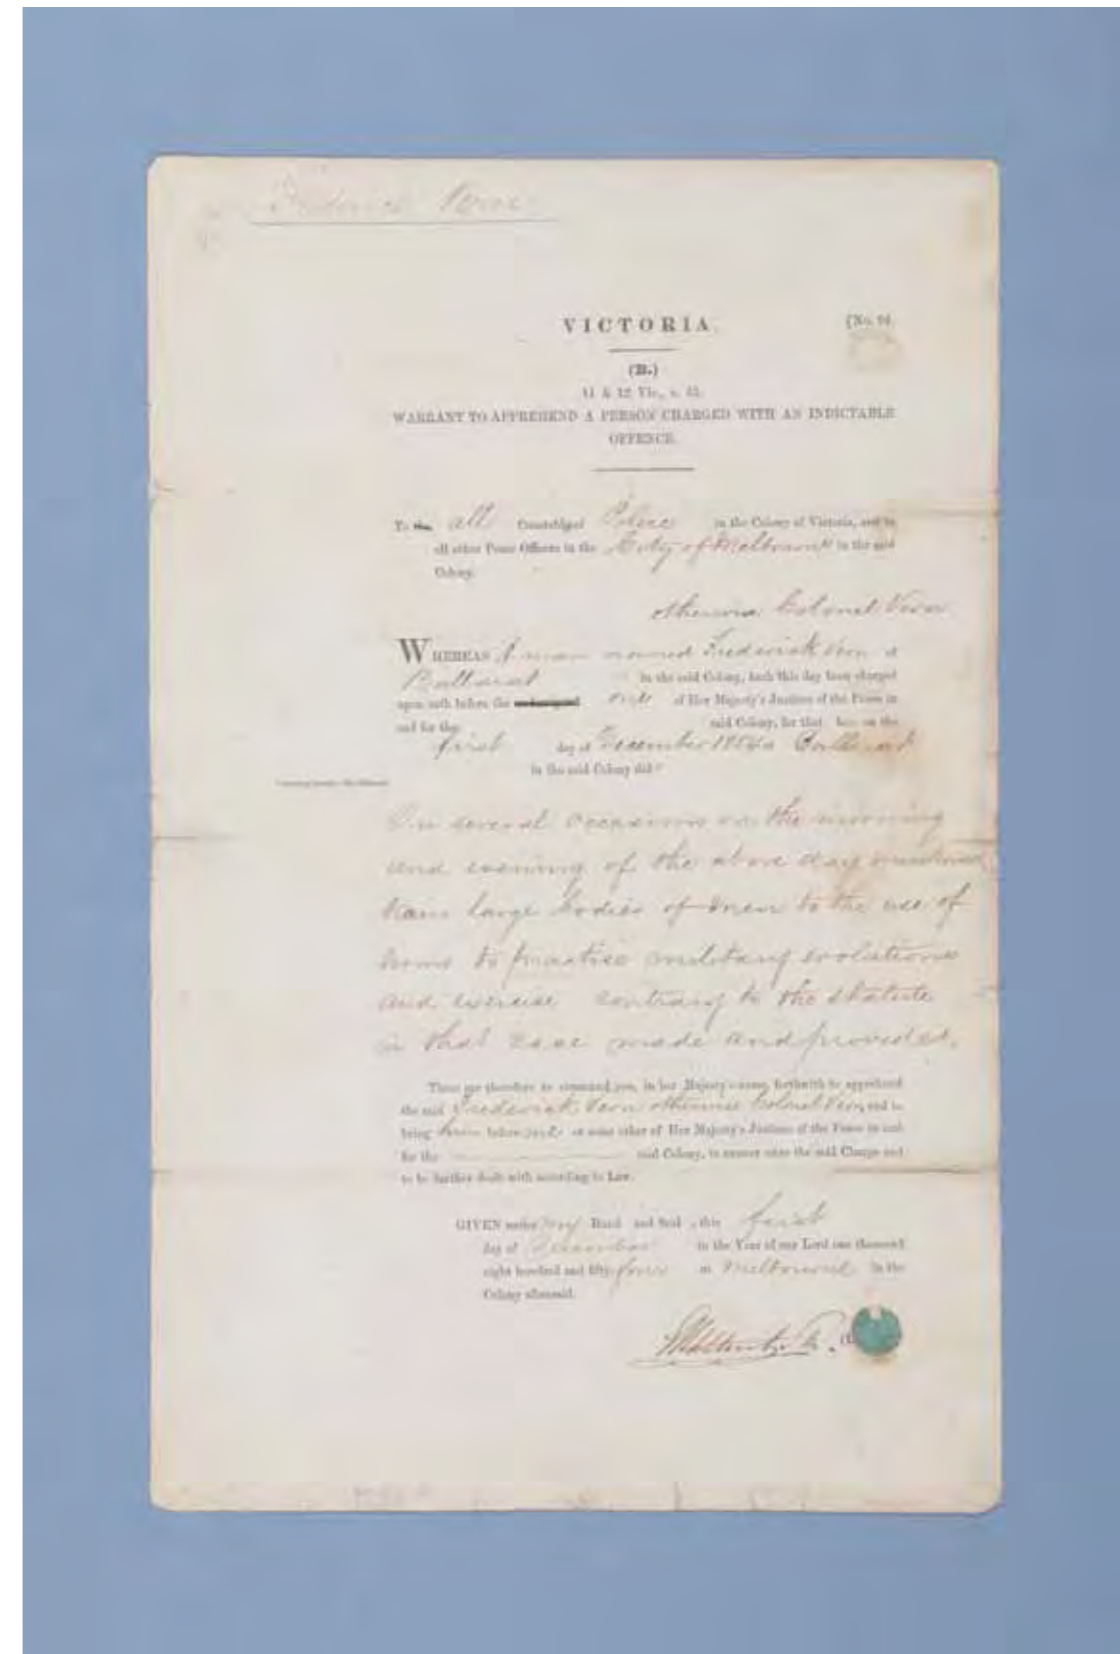 Frederick Verne
VICTORIA.
(B.)
11 & 12 Vic., c. 42.
WARRANT TO APPREHEND A PERSON CHARGED WITH AN INDICTABLE
OFFENCE.
To the all Constables of Police in the Colony of Victoria, and to
all other Peace Officers in the City of Melbourne in the said
Colony.
otherwise Colonel Vern
WHEREAS A man named Frederick Vern
Ballarat in the said Colony, hath this day been charged
upon oath before the one of Her Majesty's Justices of the Peace in
and for the said Colony, for that he on the
first day of December 1854 Ballarat
in the said Colony did
On several occasions on the morning
and evening of the above day
train large bodies of men to the use of
arms to practise military evolutions
and exercise contrary to the statute
in that case made and provided.
These are therefore to command you, in her Majesty's name, forthwith to apprehend
the said Frederick Vern otherwise Colonel Vern, and to
bring him before or some other of Her Majesty's Justices of the Peace in and
for the said Colony, to answer unto the said Charge and
to be further dealt with according to Law.
GIVEN under my Hand and Seal, this first
day of December in the Year of our Lord one thousand
eight hundred and fifty four at Melbourne in the
Colony aforesaid.